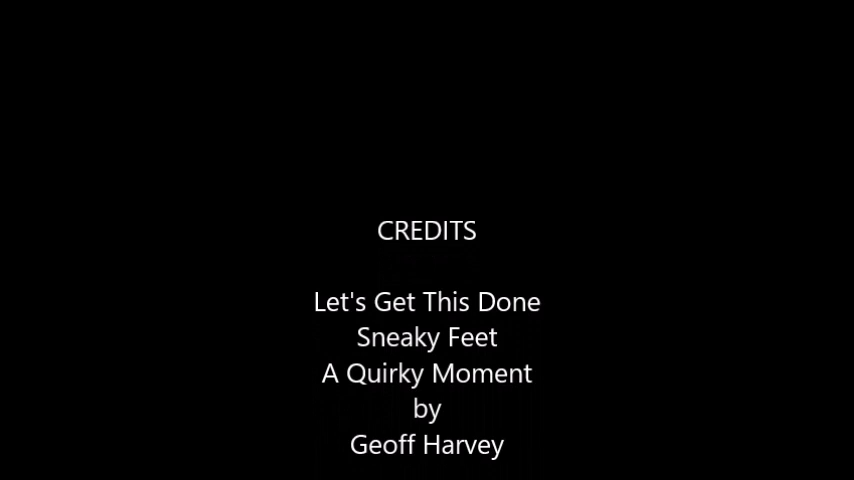 CREDITS
Let's Get This Done
Sneaky Feet
A Quirky Moment
by
Geoff Harvey